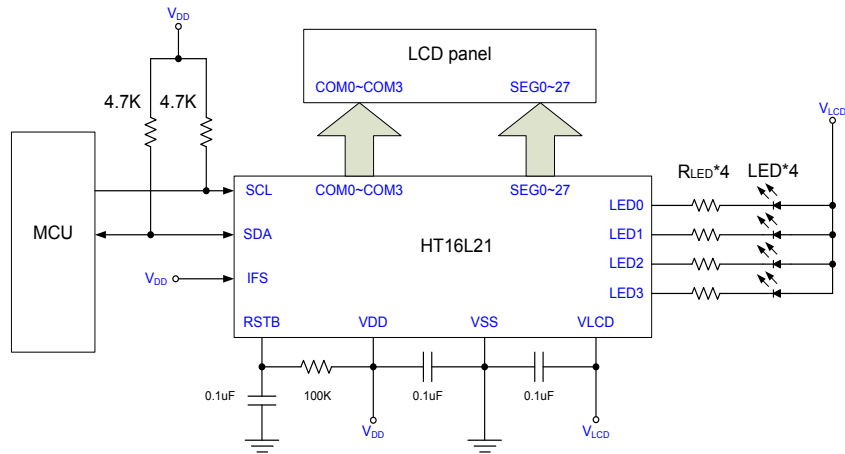 VDD
LCD panel
COM0~COM3 SEG0~27
4.7K 4.7K
VLCD
MCU
SCL COM0~COM3 SEG0~27
RLED*4 LED*4
LED0
SDA HT16L21 LED1
LED2
VDD IFS
LED3
RSTB VDD VSS VLCD
0.1uF 100K 0.1uF 0.1uF
VDD VLCD